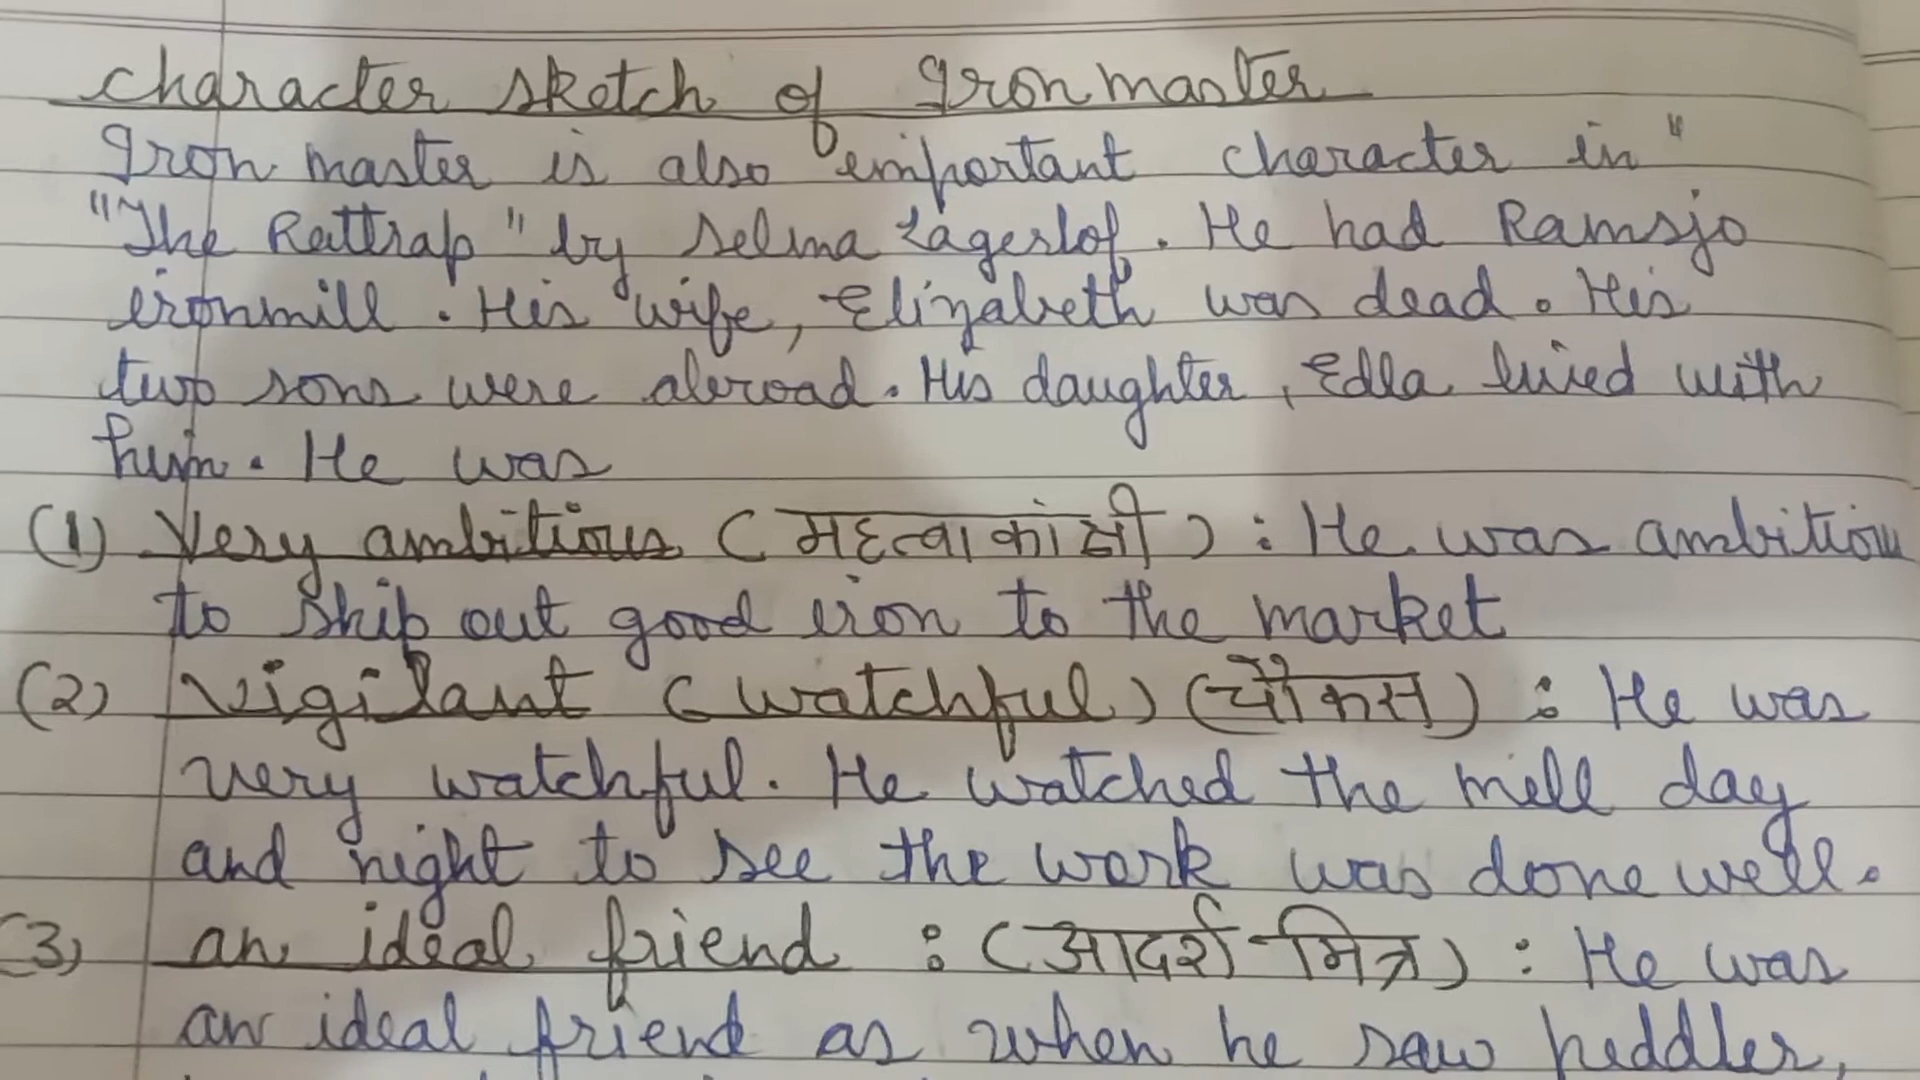 Character sketch of Iron master
Iron master is also important character in "
"The Rattrap" by Selma Lagerlof. He had Ramsjo
ironmill. His wife, Elizabeth was dead. His
two sons were abroad. His daughter, Edla lived with
him. He was
(1) Very ambitious (महत्वाकांक्षी) : He was ambitiou
to ship out good iron to the market
(2) Vigilant (watchful) (चौकस) : He was
very watchful. He watched the mill day
and night to see the work was done well.
(3) an ideal friend : (आदर्श मित्र) : He was
an ideal friend as when he saw peddler,